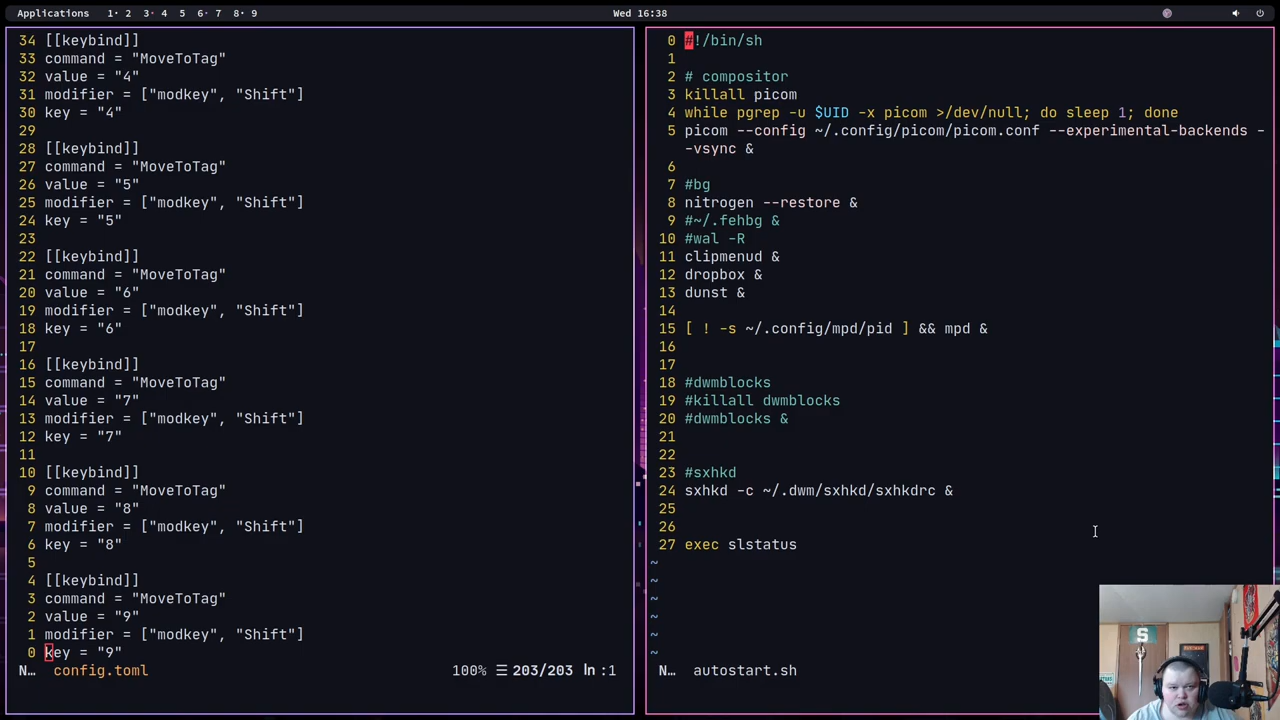 Applications 1· 2 3· 4 5 6· 7 8· 9
Wed 16:38
34 [[keybind]]
33 command = "MoveToTag"
32 value = "4"
31 modifier = ["modkey", "Shift"]
30 key = "4"
29
28 [[keybind]]
27 command = "MoveToTag"
26 value = "5"
25 modifier = ["modkey", "Shift"]
24 key = "5"
23
22 [[keybind]]
21 command = "MoveToTag"
20 value = "6"
19 modifier = ["modkey", "Shift"]
18 key = "6"
17
16 [[keybind]]
15 command = "MoveToTag"
14 value = "7"
13 modifier = ["modkey", "Shift"]
12 key = "7"
11
10 [[keybind]]
9 command = "MoveToTag"
8 value = "8"
7 modifier = ["modkey", "Shift"]
6 key = "8"
5
4 [[keybind]]
3 command = "MoveToTag"
2 value = "9"
1 modifier = ["modkey", "Shift"]
0 key = "9"
N… config.toml 100% ☰ 203/203 ln :1
0 #!/bin/sh
1
2 # compositor
3 killall picom
4 while pgrep -u $UID -x picom >/dev/null; do sleep 1; done
5 picom --config ~/.config/picom/picom.conf --experimental-backends -
-vsync &
6
7 #bg
8 nitrogen --restore &
9 #~/.fehbg &
10 #wal -R
11 clipmenud &
12 dropbox &
13 dunst &
14
15 [ ! -s ~/.config/mpd/pid ] && mpd &
16
17
18 #dwmblocks
19 #killall dwmblocks
20 #dwmblocks &
21
22
23 #sxhkd
24 sxhkd -c ~/.dwm/sxhkd/sxhkdrc &
25
26
27 exec slstatus
~
~
~
~
~
~
N… autostart.sh
S